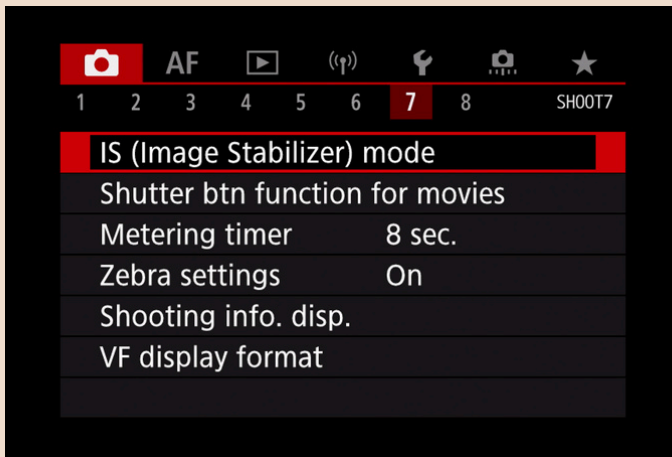 AF
1 2 3 4 5 6 7 8 SHOOT7
IS (Image Stabilizer) mode
Shutter btn function for movies
Metering timer 8 sec.
Zebra settings On
Shooting info. disp.
VF display format